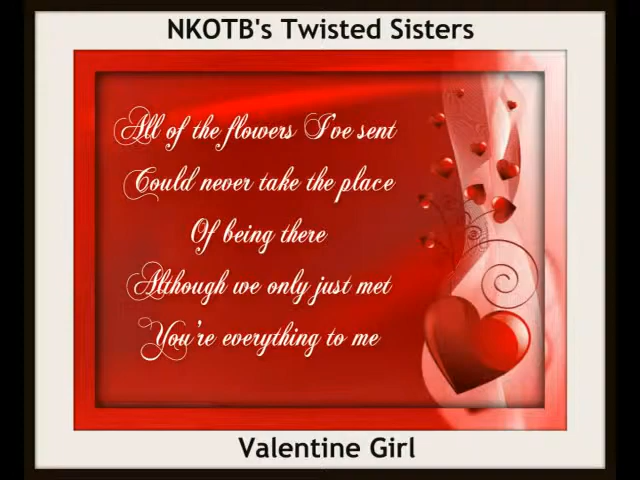 NKOTB's Twisted Sisters
All of the flowers I've sent
Could never take the place
Of being there
Although we only just met
You're everything to me
Valentine Girl